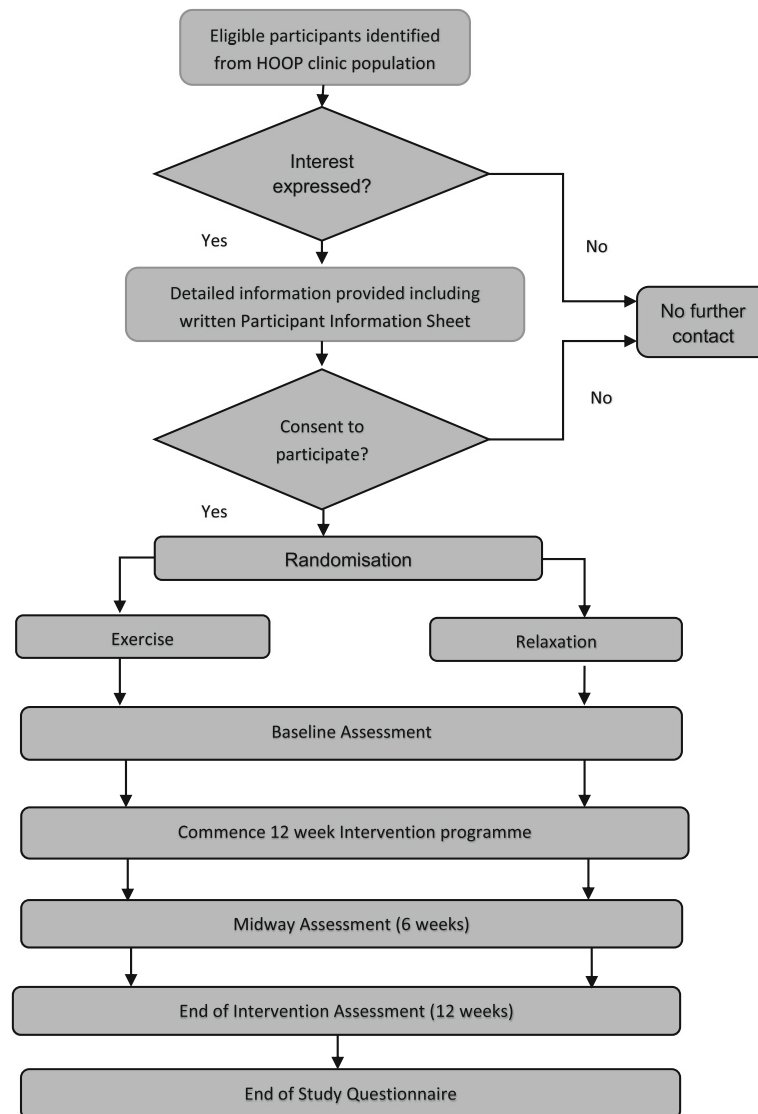 Eligible participants identified
from HOOP clinic population
Interest
expressed?
Yes
No
Detailed information provided including
written Participant Information Sheet
No further
contact
Consent to
participate?
No
Yes
Randomisation
Exercise
Relaxation
Baseline Assessment
Commence 12 week Intervention programme
Midway Assessment (6 weeks)
End of Intervention Assessment (12 weeks)
End of Study Questionnaire